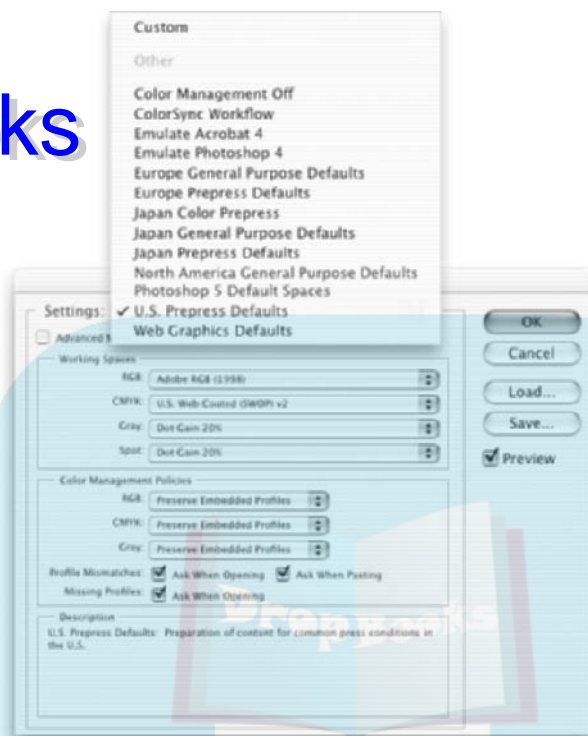 Custom
Other
Color Management Off
ColorSync Workflow
Emulate Acrobat 4
Emulate Photoshop 4
Europe General Purpose Defaults
Europe Prepress Defaults
Japan Color Prepress
Japan General Purpose Defaults
Japan Prepress Defaults
North America General Purpose Defaults
Photoshop 5 Default Spaces
U.S. Prepress Defaults
Web Graphics Defaults
ks
Settings:
Advanced M
Working Spaces
RGB: Adobe RGB (1998)
CMYK: U.S. Web Coated (SWOP) v2
Gray: Dot Gain 20%
Spot: Dot Gain 20%
Color Management Policies
RGB: Preserve Embedded Profiles
CMYK: Preserve Embedded Profiles
Gray: Preserve Embedded Profiles
Profile Mismatches: Ask When Opening Ask When Pasting
Missing Profiles: Ask When Opening
Description
U.S. Prepress Defaults: Preparation of content for common press conditions in
the U.S.
OK
Cancel
Load...
Save...
Preview
DropBooks